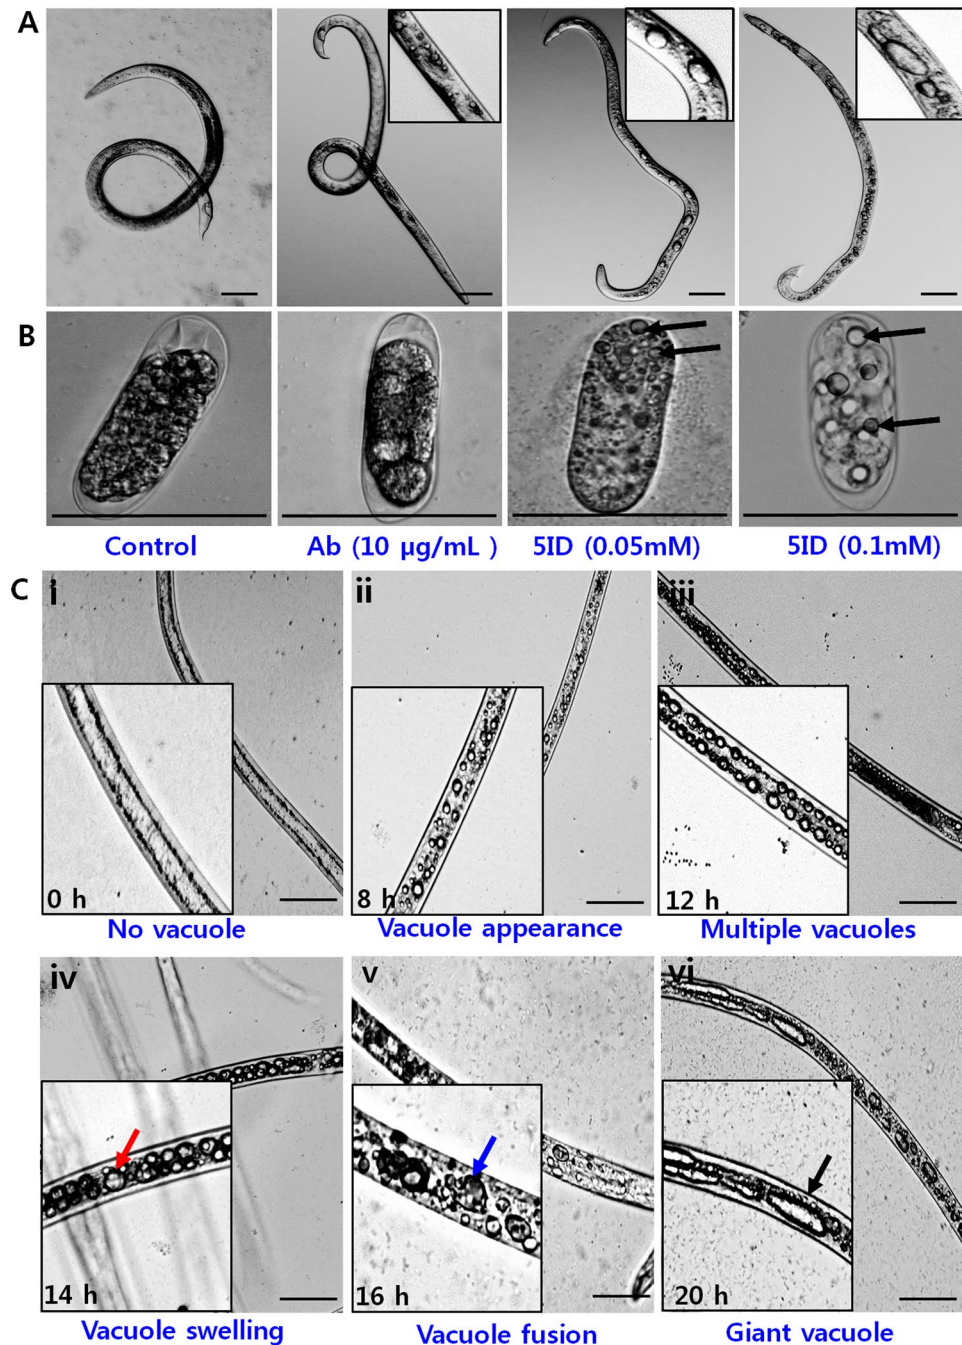 A
B
Control
Ab (10 μg/mL )
5ID (0.05mM)
5ID (0.1mM)
C
i
ii
iii
0 h
8 h
12 h
No vacuole
Vacuole appearance
Multiple vacuoles
iv
v
vi
14 h
16 h
20 h
Vacuole swelling
Vacuole fusion
Giant vacuole